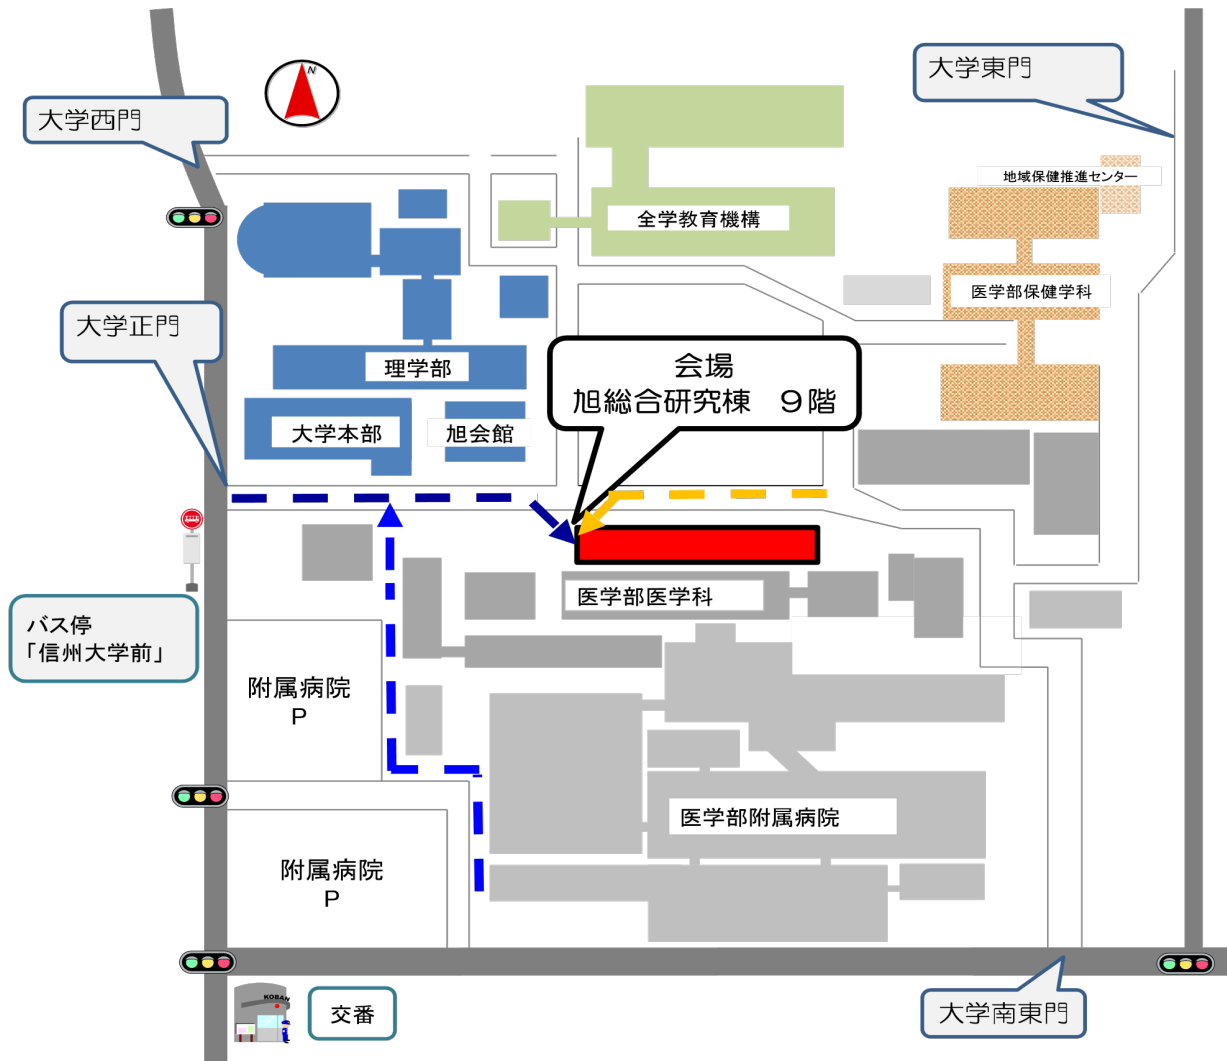 N
大学東門
大学西門
地域保健推進センター
全学教育機構
医学部保健学科
大学正門
会場
旭総合研究棟　９階
理学部
大学本部
旭会館
医学部医学科
バス停
「信州大学前」
附属病院
P
医学部附属病院
附属病院
P
KOBAN
交番
大学南東門